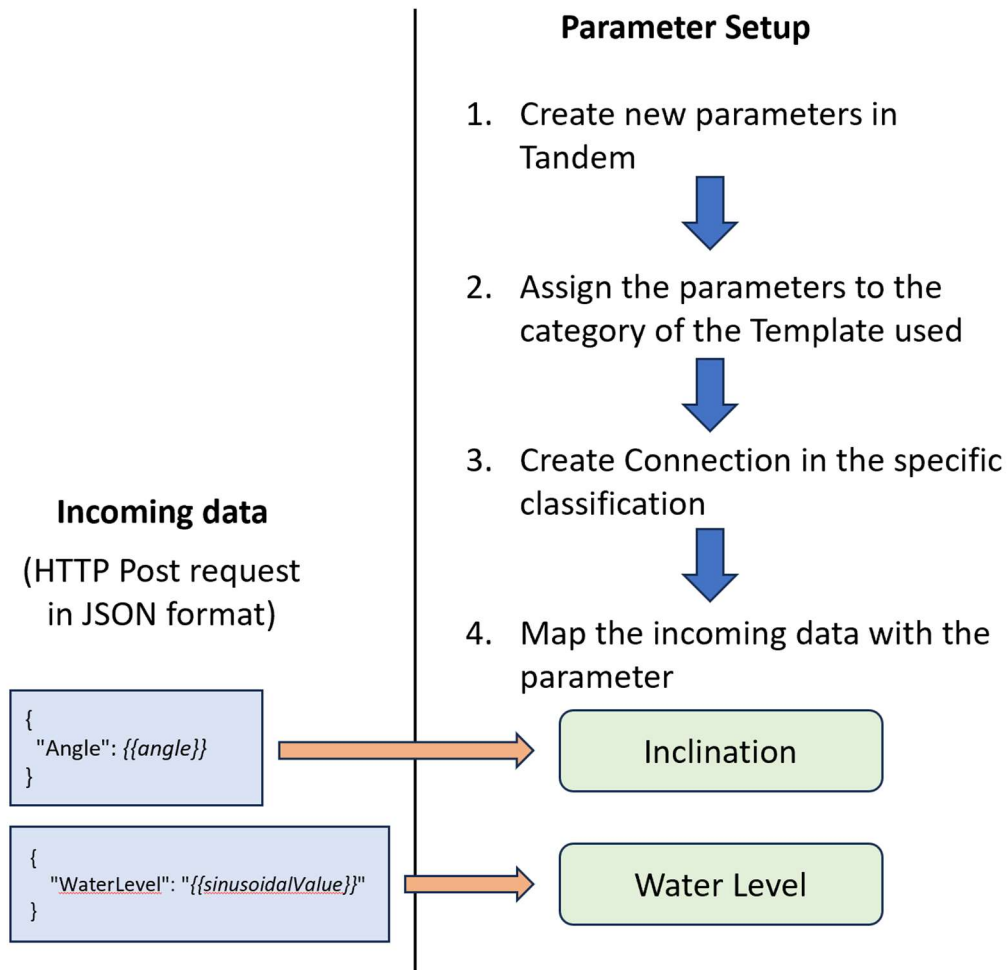 Parameter Setup
1. Create new parameters in
Tandem
2. Assign the parameters to the
category of the Template used
3. Create Connection in the specific
classification
4. Map the incoming data with the
parameter
Incoming data
(HTTP Post request
in JSON format)
{
"Angle": {{angle}}
}
Inclination
{
"WaterLevel": "{{sinusoidalValue}}"
}
Water Level